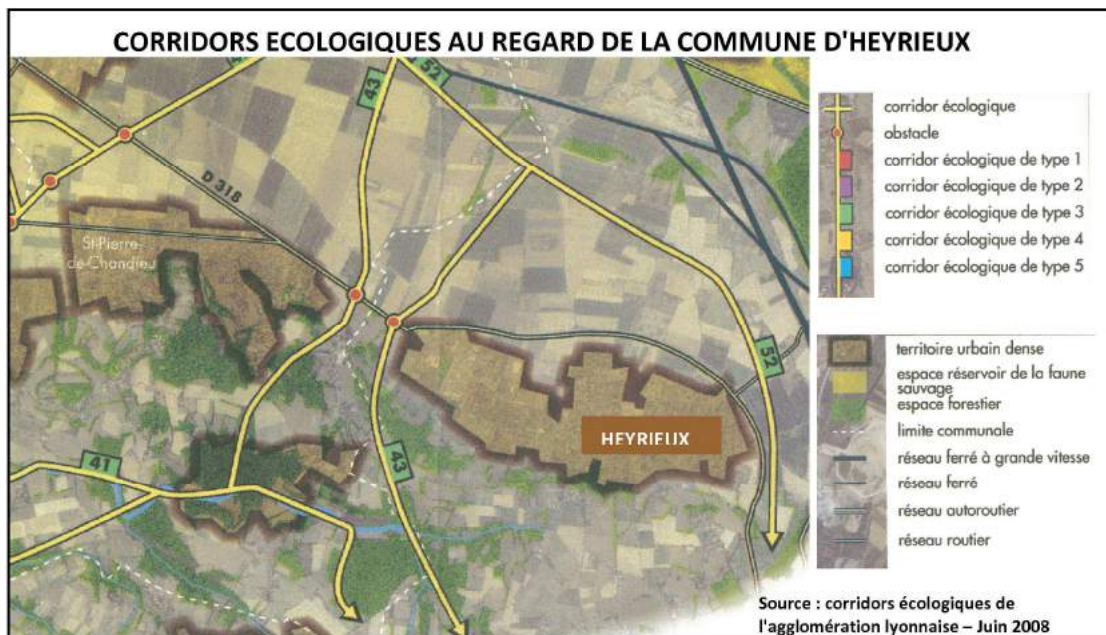 CORRIDORS ECOLOGIQUES AU REGARD DE LA COMMUNE D'HEYRIEUX
52
43
D 318
St-Pierre-
de-Chandieu
52
HEYRIEUX
41
43
corridor écologique
obstacle
corridor écologique de type 1
corridor écologique de type 2
corridor écologique de type 3
corridor écologique de type 4
corridor écologique de type 5
territoire urbain dense
espace réservoir de la faune
sauvage
espace forestier
limite communale
réseau ferré à grande vitesse
réseau ferré
réseau autoroutier
réseau routier
Source : corridors écologiques de
l'agglomération lyonnaise – Juin 2008